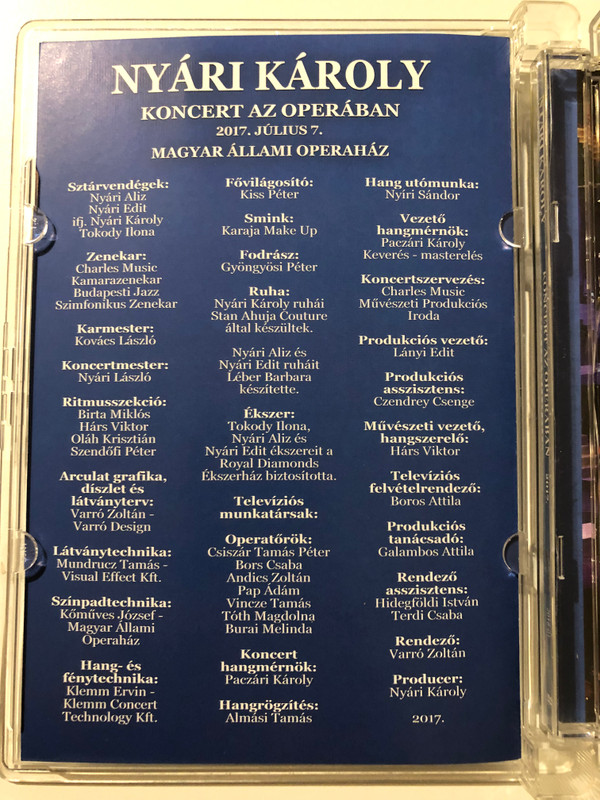 NYÁRI KÁROLY
KONCERT AZ OPERÁBAN
2017. JÚLIUS 7.
MAGYAR ÁLLAMI OPERAHÁZ
Sztárvendégek:
Nyári Aliz
Nyári Edit
ifj. Nyári Károly
Tokody Ilona
Zenekar:
Charles Music
Kamarazenekar
Budapesti Jazz
Szimfonikus Zenekar
Karmester:
Kovács László
Koncertmester:
Nyári László
Ritmusszekció:
Birta Miklós
Hárs Viktor
Oláh Krisztián
Szendőfi Péter
Arculat grafika,
díszlet és
látványterv:
Varró Zoltán -
Varró Design
Látványtechnika:
Mundrucz Tamás -
Visual Effect Kft.
Színpadtechnika:
Kőműves József -
Magyar Állami
Operaház
Hang- és
fénytechnika:
Klemm Ervin -
Klemm Concert
Technology Kft.
Fővilágosító:
Kiss Péter
Smink:
Karaja Make Up
Fodrász:
Gyöngyösi Péter
Ruha:
Nyári Károly ruhái
Stan Ahuja Couture
által készültek.
Nyári Aliz és
Nyári Edit ruháit
Léber Barbara
készítette.
Ékszer:
Tokody Ilona,
Nyári Aliz és
Nyári Edit ékszereit a
Royal Diamonds
Ékszerház biztosította.
Televíziós
munkatársak:
Operatőrök:
Csiszár Tamás Péter
Bors Csaba
Andics Zoltán
Pap Ádám
Vincze Tamás
Tóth Magdolna
Burai Melinda
Koncert
hangmérnök:
Paczári Károly
Hangrögzítés:
Almási Tamás
Hang utómunka:
Nyíri Sándor
Vezető
hangmérnök:
Paczári Károly
Keverés - masterelés
Koncertszervezés:
Charles Music
Művészeti Produkciós
Iroda
Produkciós vezető:
Lányi Edit
Produkciós
asszisztens:
Czendrey Csenge
Művészeti vezető,
hangszerelő:
Hárs Viktor
Televíziós
felvételrendező:
Boros Attila
Produkciós
tanácsadó:
Galambos Attila
Rendező
asszisztens:
Hidegföldi István
Terdi Csaba
Rendező:
Varró Zoltán
Producer:
Nyári Károly
2017.